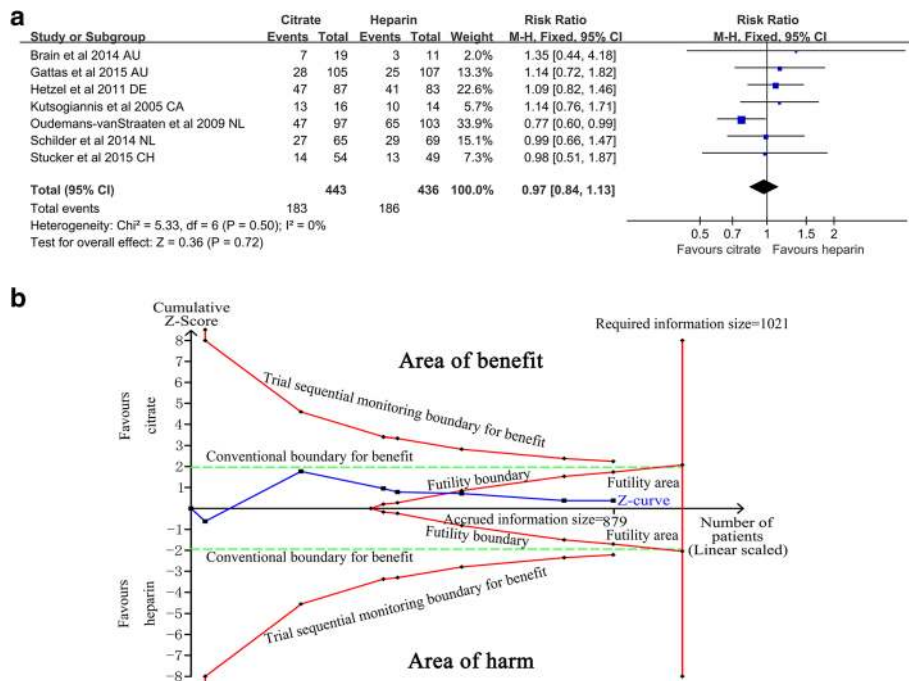 a
Citrate Heparin Risk Ratio Risk Ratio
Study or Subgroup Events Total Events Total Weight M-H, Fixed, 95% CI M-H, Fixed, 95% CI
Brain et al 2014 AU 7 19 3 11 2.0% 1.35 [0.44, 4.18]
Gattas et al 2015 AU 28 105 25 107 13.3% 1.14 [0.72, 1.82]
Hetzel et al 2011 DE 47 87 41 83 22.6% 1.09 [0.82, 1.46]
Kutsogiannis et al 2005 CA 13 16 10 14 5.7% 1.14 [0.76, 1.71]
Oudemans-vanStraaten et al 2009 NL 47 97 65 103 33.9% 0.77 [0.60, 0.99]
Schilder et al 2014 NL 27 65 29 69 15.1% 0.99 [0.66, 1.47]
Stucker et al 2015 CH 14 54 13 49 7.3% 0.98 [0.51, 1.87]
Total (95% CI) 443 436 100.0% 0.97 [0.84, 1.13]
Total events 183 186
Heterogeneity: Chi² = 5.33, df = 6 (P = 0.50); I² = 0%
Test for overall effect: Z = 0.36 (P = 0.72)
0.5 0.7 1 1.5 2
Favours citrate Favours heparin
b
Cumulative
Z-Score
Required information size=1021
8
7
6
5
4
3
2
1
-1
-2
-3
-4
-5
-6
-7
-8
Favours
citrate
Favours
heparin
Area of benefit
Trial sequential monitoring boundary for benefit
Conventional boundary for benefit
Futility boundary
Futility area
Z-curve
Accrued information size=
879
Number of
patients
(Linear scaled)
Futility boundary
Futility area
Conventional boundary for benefit
Trial sequential monitoring boundary for benefit
Area of harm